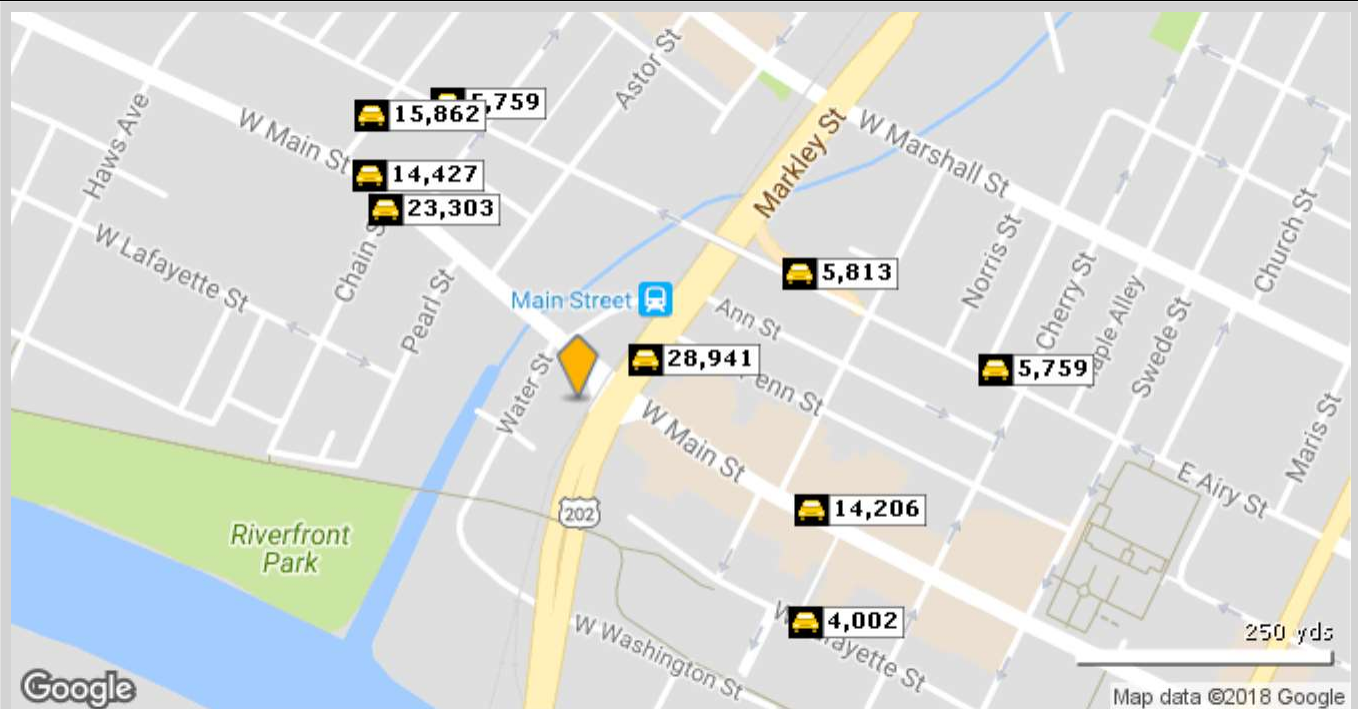 Astor St
5,759
15,862
Haws Ave
W Main St
Markley St
W Marshall St
14,427
23,303
Church St
W Lafayette St
Chain S
Norris St
Cherry St
5,813
Pearl St
Main Street
Ann St
aple Alley
Swede St
28,941
5,759
Water St
Penn St
W Main St
Maris St
E Airy St
202
14,206
Riverfront
Park
4,002
W Lafayette St
W Washington St
250 yds
Google
Map data ©2018 Google